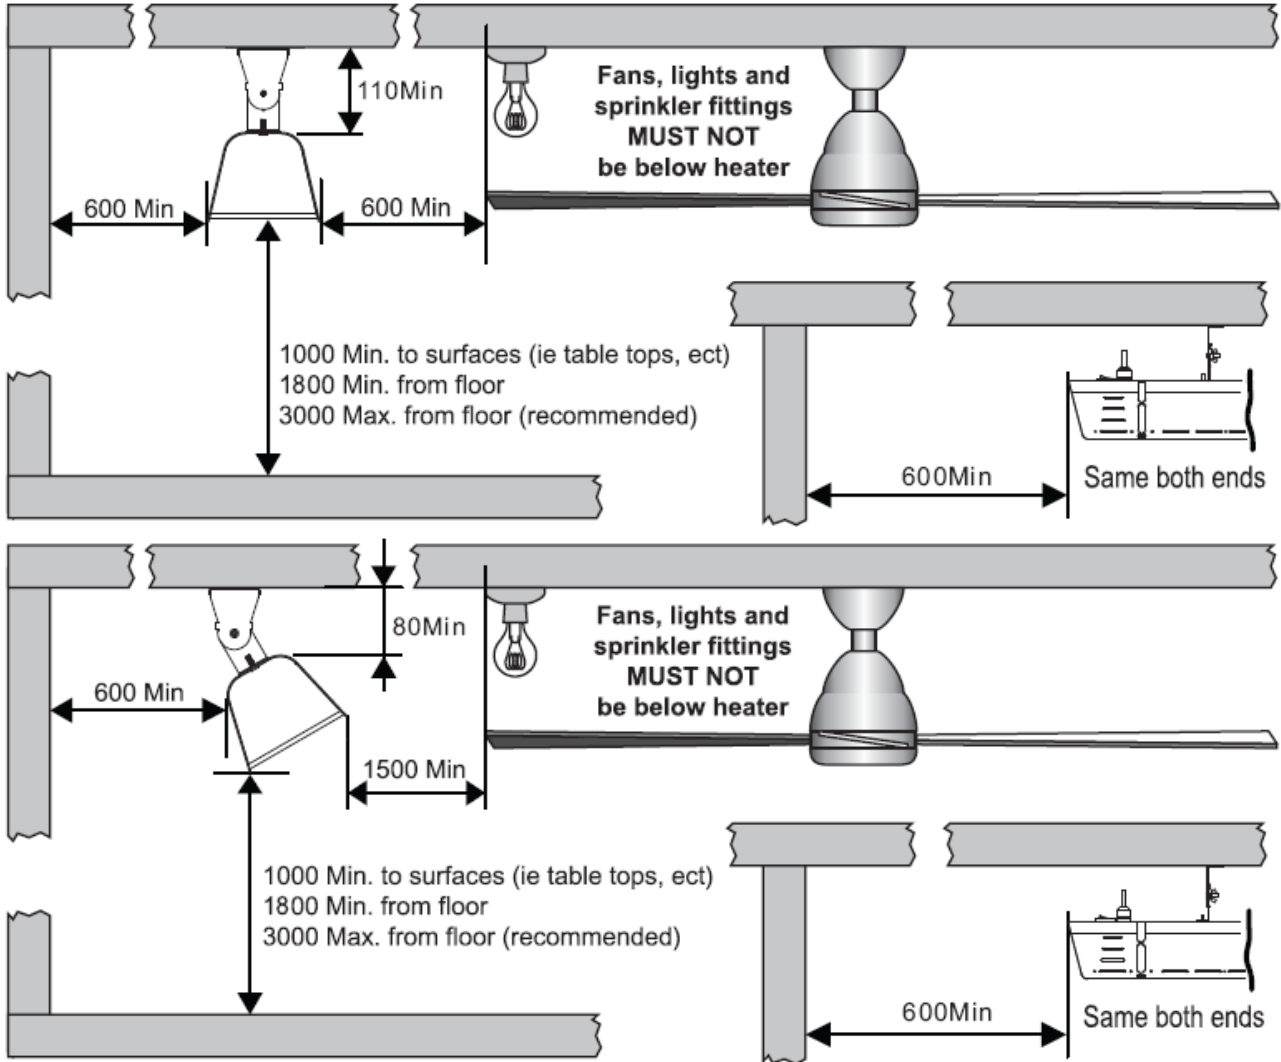 110Min
Fans, lights and
sprinkler fittings
MUST NOT
be below heater
600 Min
600 Min
1000 Min. to surfaces (ie table tops, ect)
1800 Min. from floor
3000 Max. from floor (recommended)
600Min
Same both ends
80Min
Fans, lights and
sprinkler fittings
MUST NOT
be below heater
600 Min
1500 Min
1000 Min. to surfaces (ie table tops, ect)
1800 Min. from floor
3000 Max. from floor (recommended)
600Min
Same both ends